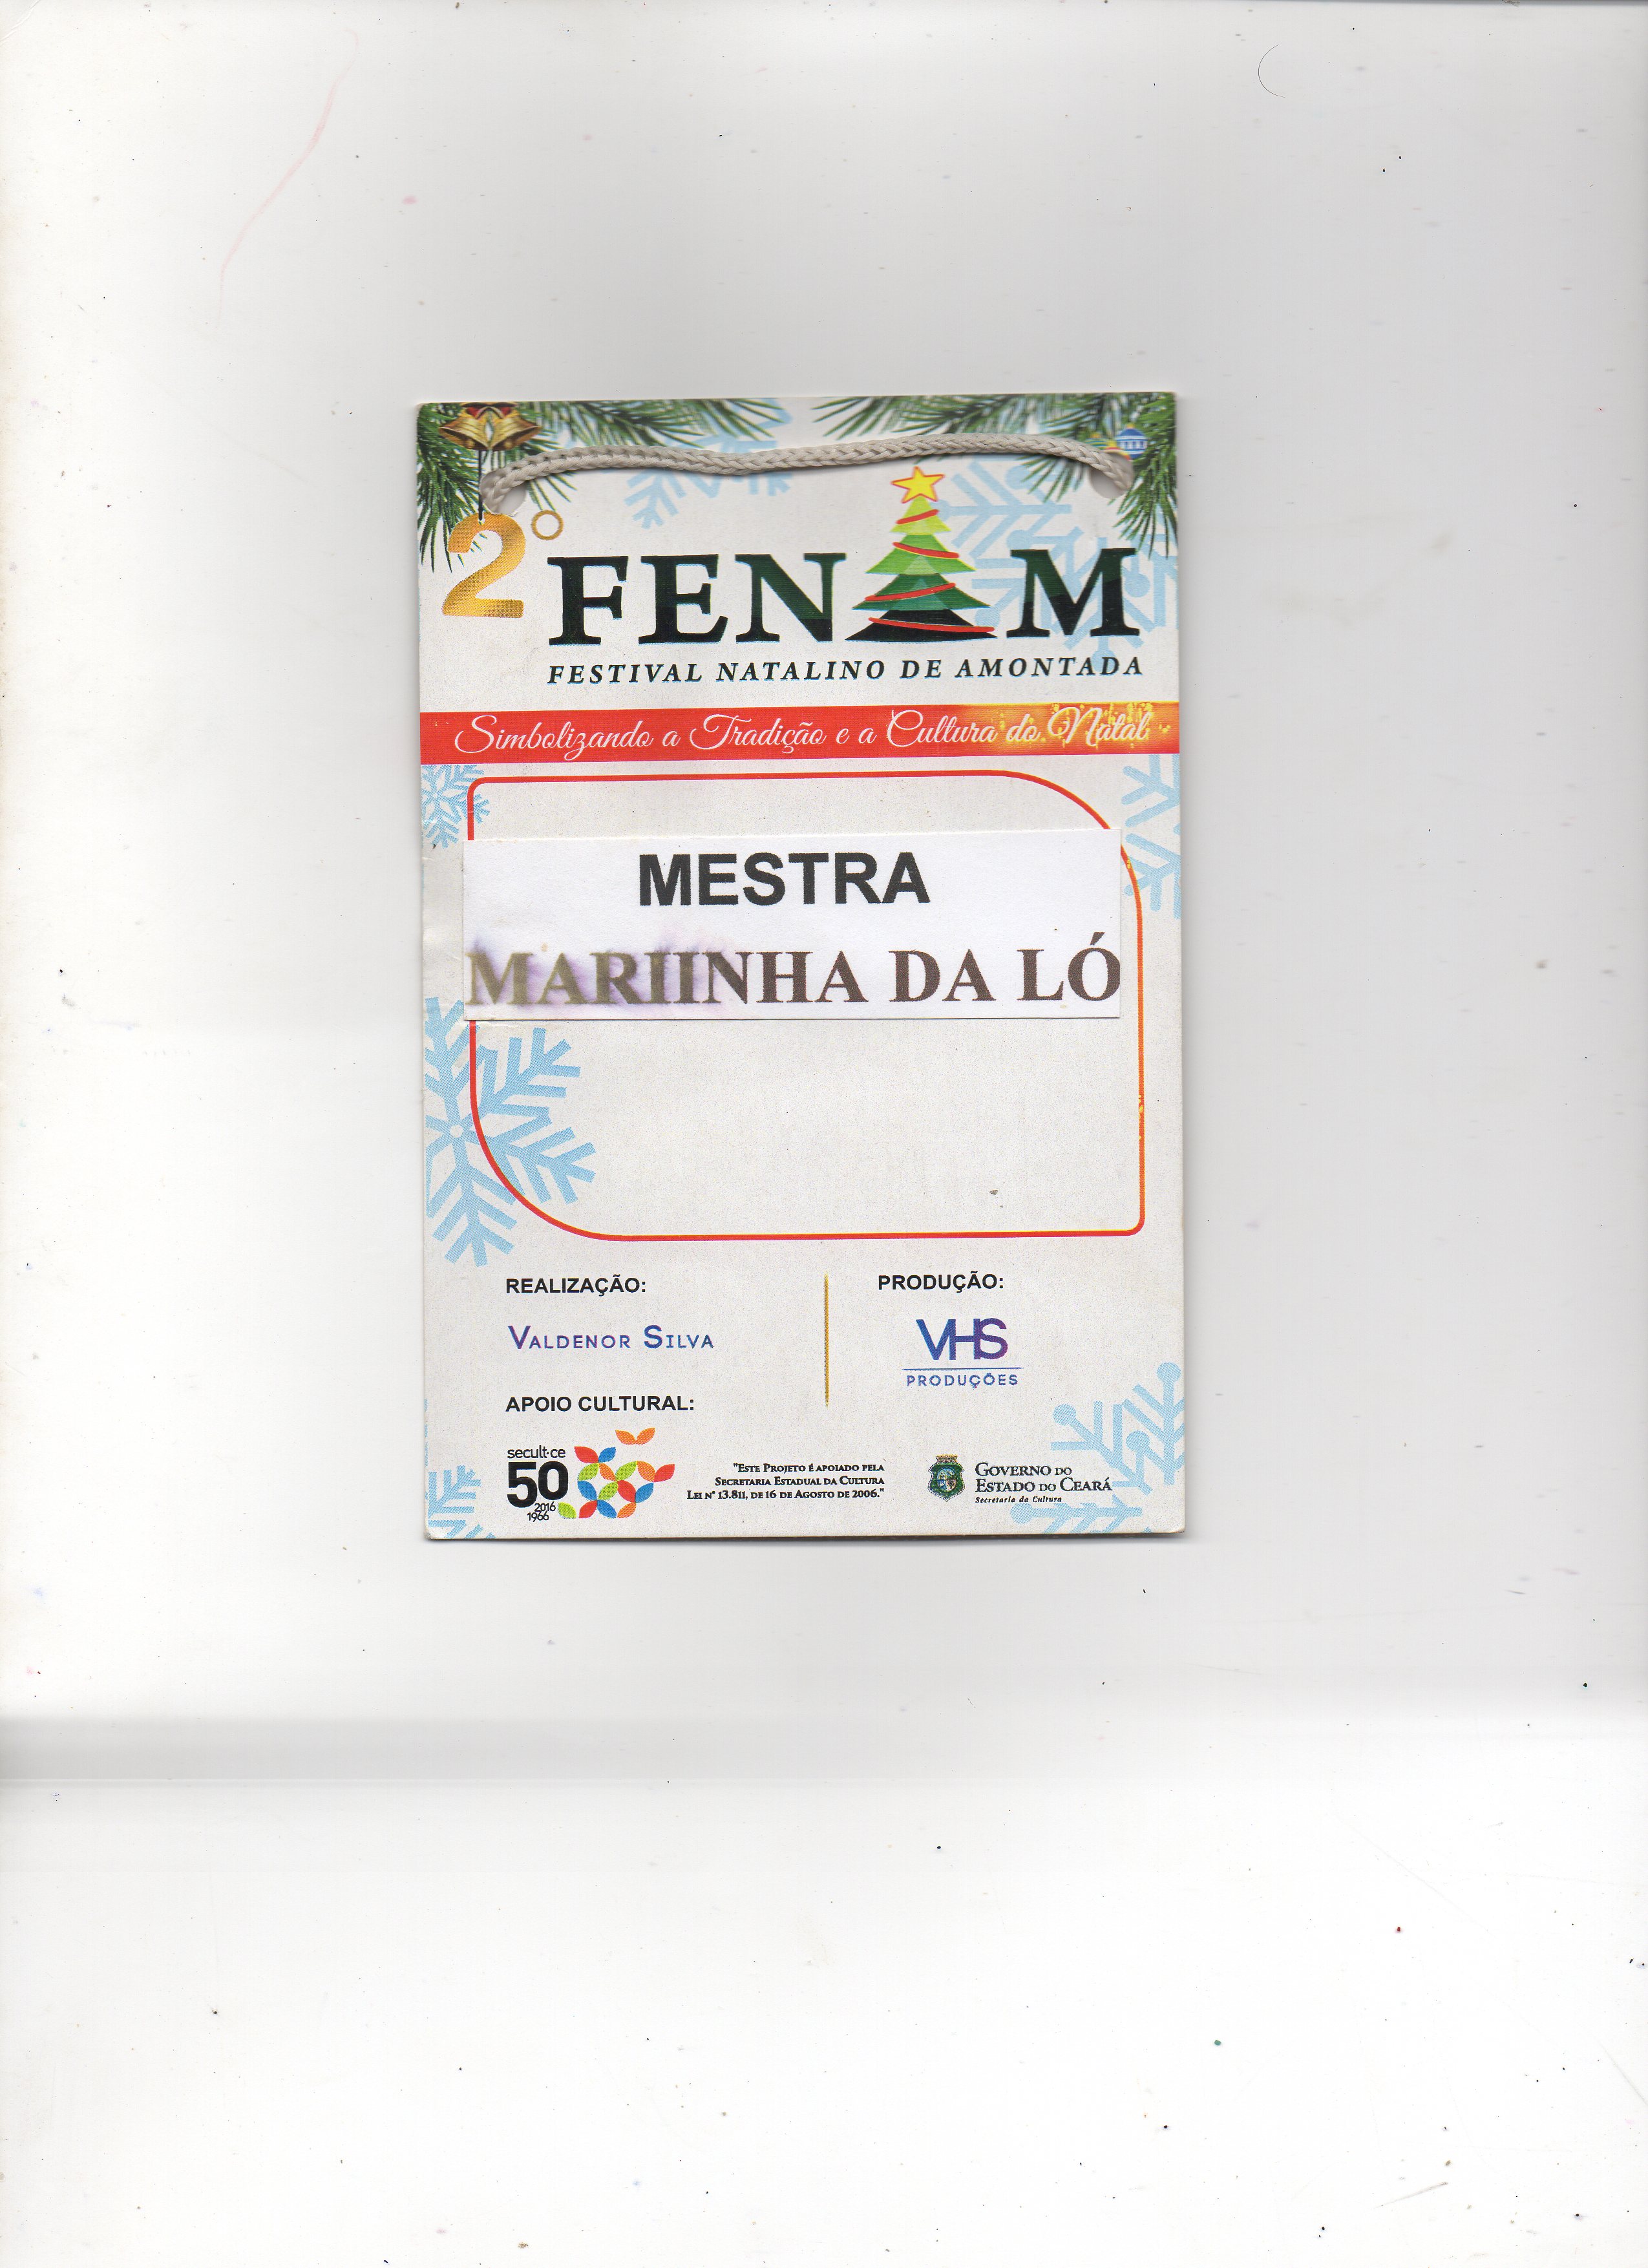 2º FENAM
FESTIVAL NATALINO DE AMONTADA
Simbolizando a Tradição e a Cultura do Natal
MESTRA
MARIINHA DA LÓ
REALIZAÇÃO:
VALDENOR SILVA
PRODUÇÃO:
VHS
PRODUÇÕES
APOIO CULTURAL:
secult·ce
50
2016
1966
"ESTE PROJETO É APOIADO PELA
SECRETARIA ESTADUAL DA CULTURA
LEI Nº 13.811, DE 16 DE AGOSTO DE 2006."
GOVERNO DO
ESTADO DO CEARÁ
Secretaria da Cultura